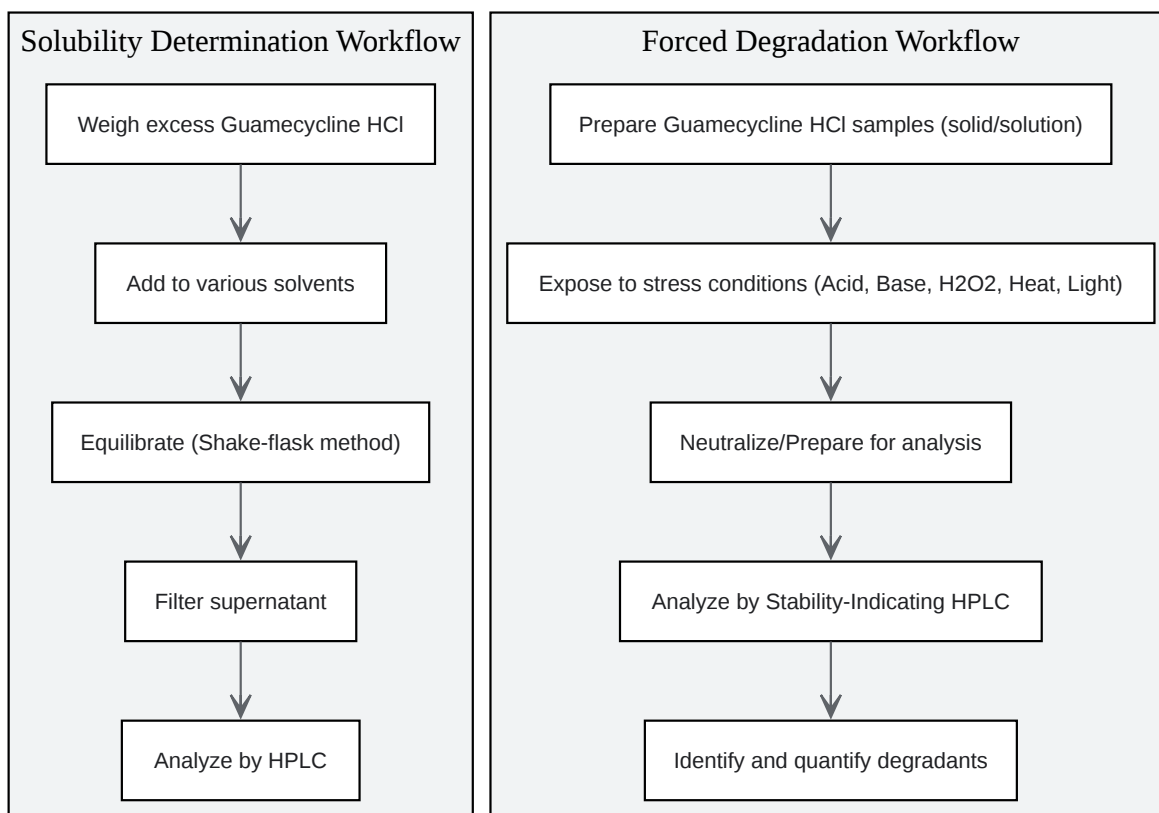 Solubility Determination Workflow
Weigh excess Guamecycline HCl
Add to various solvents
Equilibrate (Shake-flask method)
Filter supernatant
Analyze by HPLC
Forced Degradation Workflow
Prepare Guamecycline HCl samples (solid/solution)
Expose to stress conditions (Acid, Base, H2O2, Heat, Light)
Neutralize/Prepare for analysis
Analyze by Stability-Indicating HPLC
Identify and quantify degradants